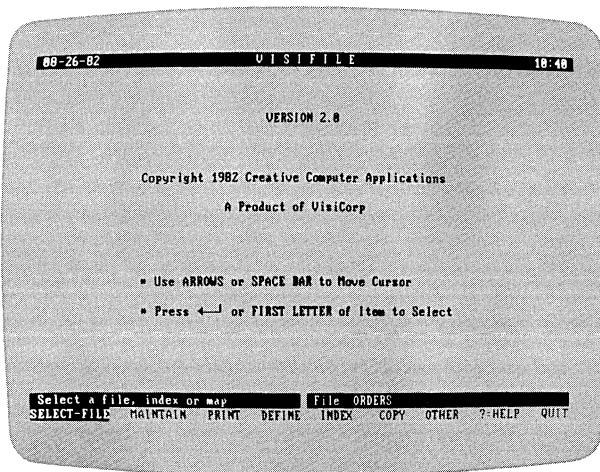 08-26-82 VISIFILE 10:40
VERSION 2.0
Copyright 1982 Creative Computer Applications
A Product of VisiCorp
* Use ARROWS or SPACE BAR to Move Cursor
* Press ←┘ or FIRST LETTER of Item to Select
Select a file, index or map File ORDERS
SELECT-FILE MAINTAIN PRINT DEFINE INDEX COPY OTHER ?=HELP QUIT